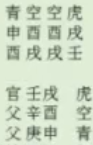 青空空虎
申酉酉戌
酉戌戌壬
官壬戌　虎
父辛酉　空
父庚申　青